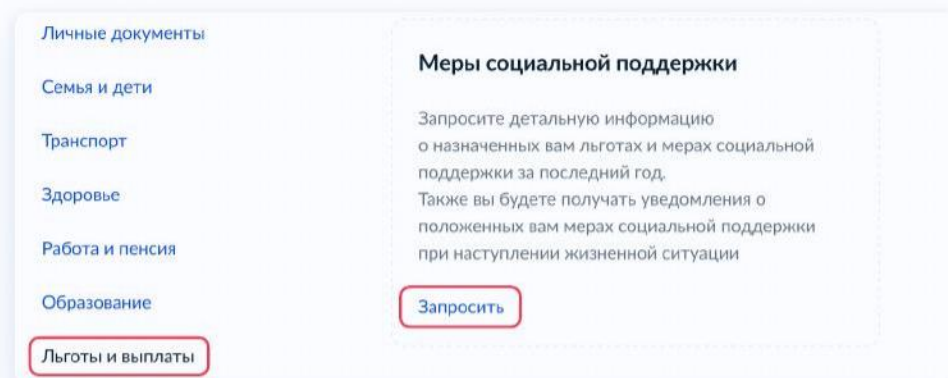 Личные документы
Семья и дети
Транспорт
Здоровье
Работа и пенсия
Образование
Льготы и выплаты
Меры социальной поддержки
Запросите детальную информацию
о назначенных вам льготах и мерах социальной
поддержки за последний год.
Также вы будете получать уведомления о
положенных вам мерах социальной поддержки
при наступлении жизненной ситуации
Запросить